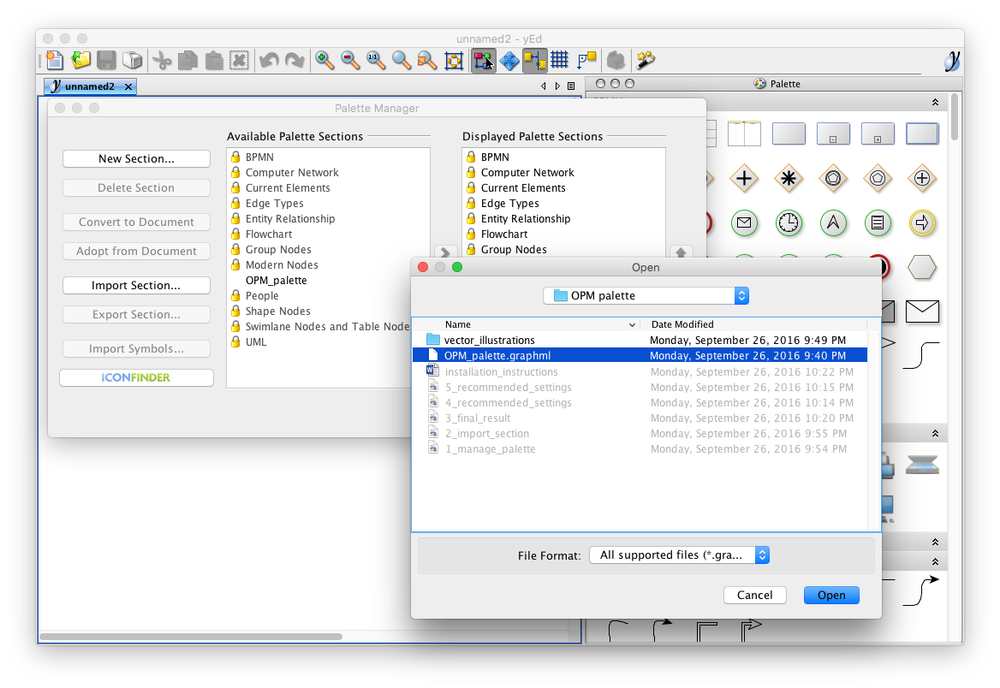 unnamed2 - yEd
1:1
unnamed2
Palette
Palette Manager
Available Palette Sections
Displayed Palette Sections
New Section...
Delete Section
Convert to Document
Adopt from Document
Import Section...
Export Section...
Import Symbols...
ICONFINDER
BPMN
Computer Network
Current Elements
Edge Types
Entity Relationship
Flowchart
Group Nodes
Modern Nodes
OPM_palette
People
Shape Nodes
Swimlane Nodes and Table Node
UML
BPMN
Computer Network
Current Elements
Edge Types
Entity Relationship
Flowchart
Group Nodes
Open
OPM palette
Name Date Modified
vector_illustrations Monday, September 26, 2016 9:49 PM
OPM_palette.graphml Monday, September 26, 2016 9:40 PM
installation_instructions Monday, September 26, 2016 10:22 PM
5_recommended_settings Monday, September 26, 2016 10:15 PM
4_recommended_settings Monday, September 26, 2016 10:14 PM
3_final_result Monday, September 26, 2016 10:20 PM
2_import_section Monday, September 26, 2016 9:55 PM
1_manage_palette Monday, September 26, 2016 9:54 PM
File Format: All supported files (*.gra...
Cancel Open